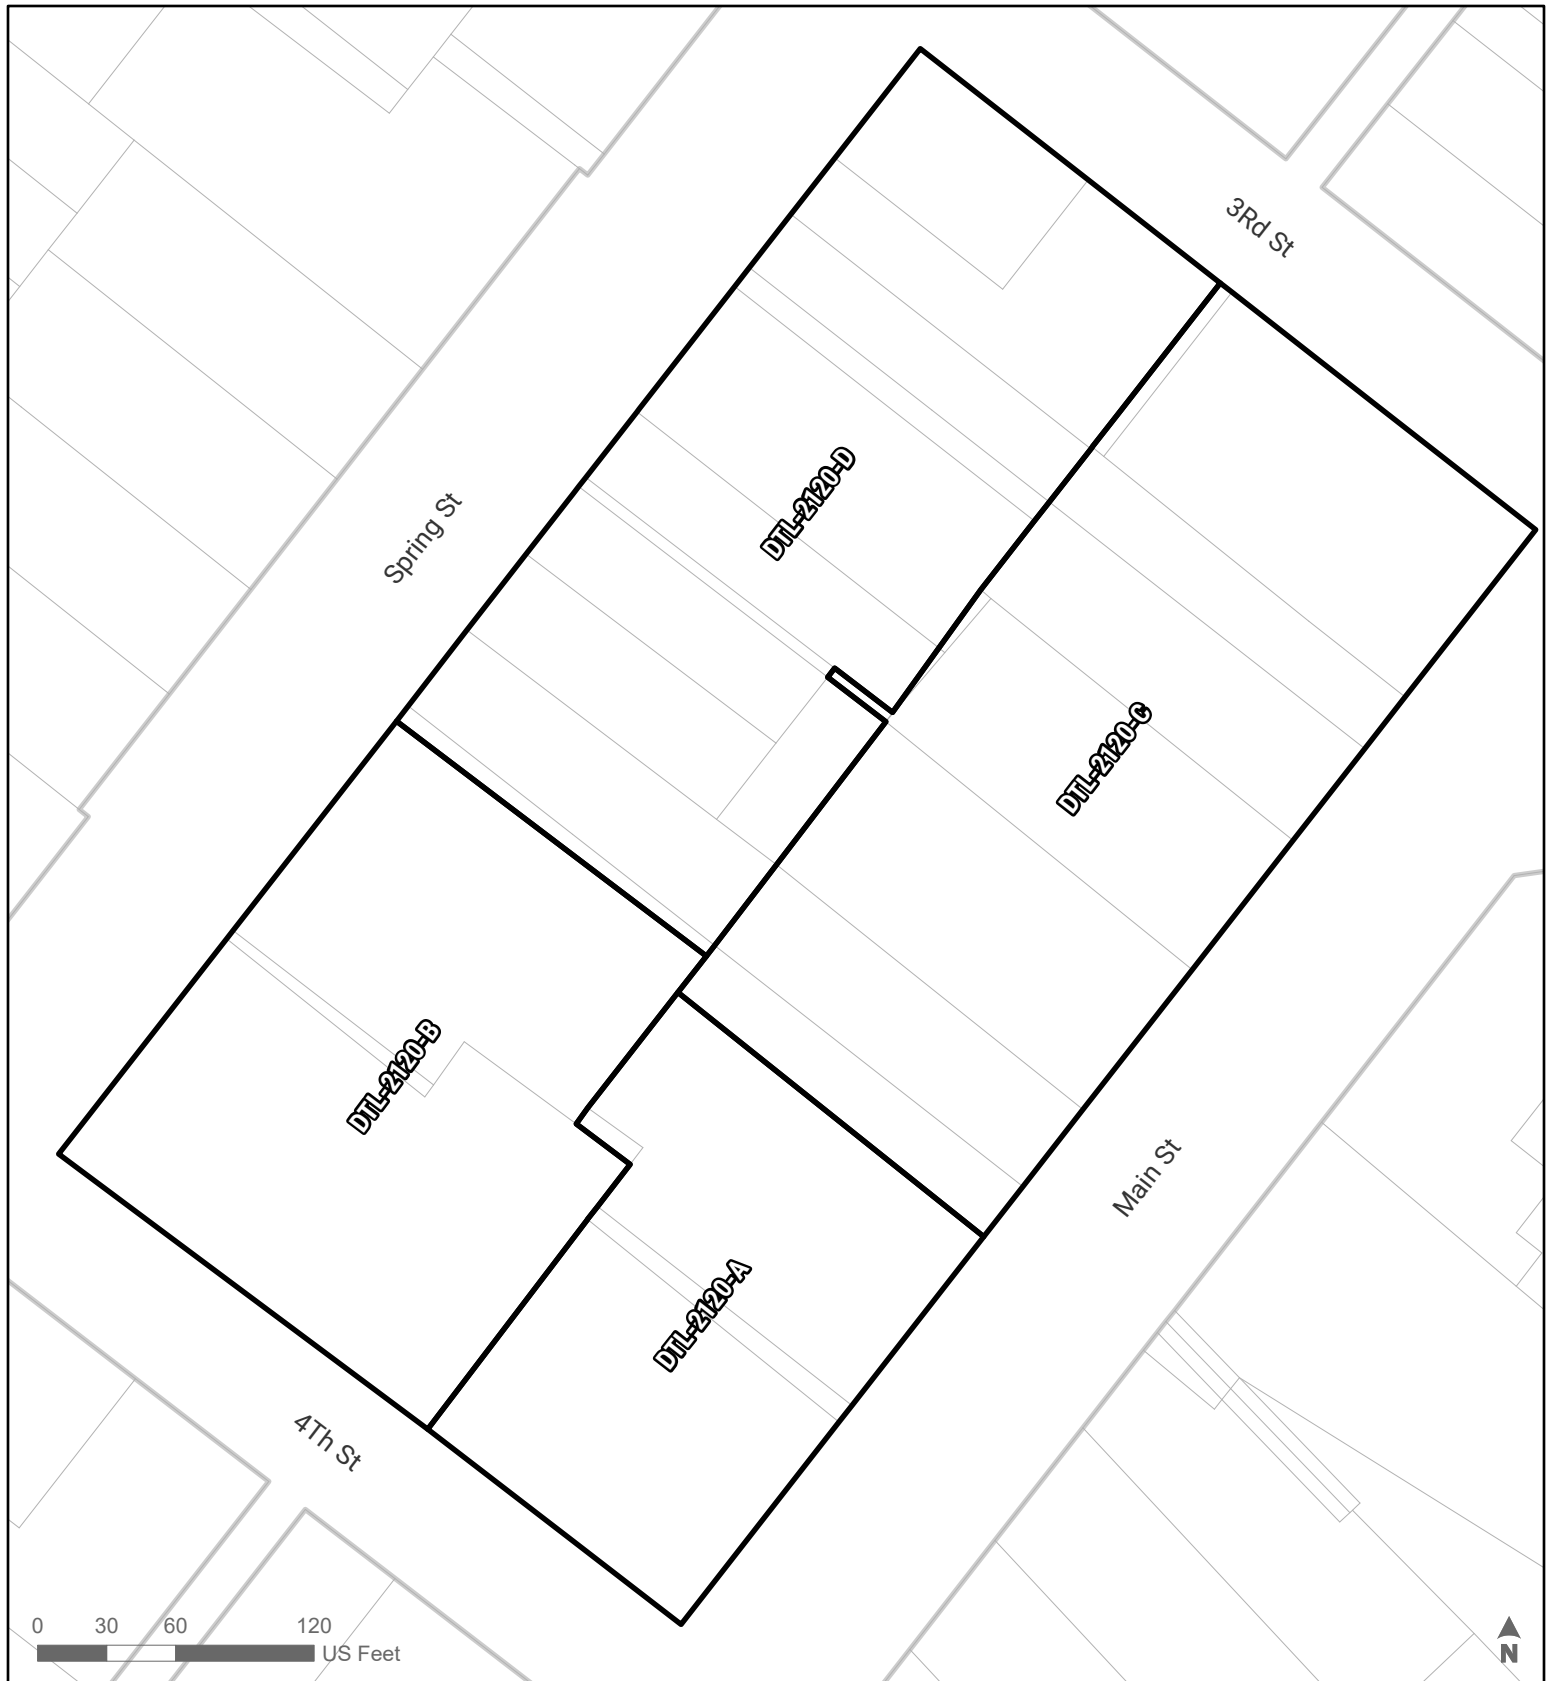 3Rd St
DTL-2120-D
Spring St
DTL-2120-C
DTL-2120-B
Main St
DTL-2120-A
4Th St
0 30 60 120
US Feet
N